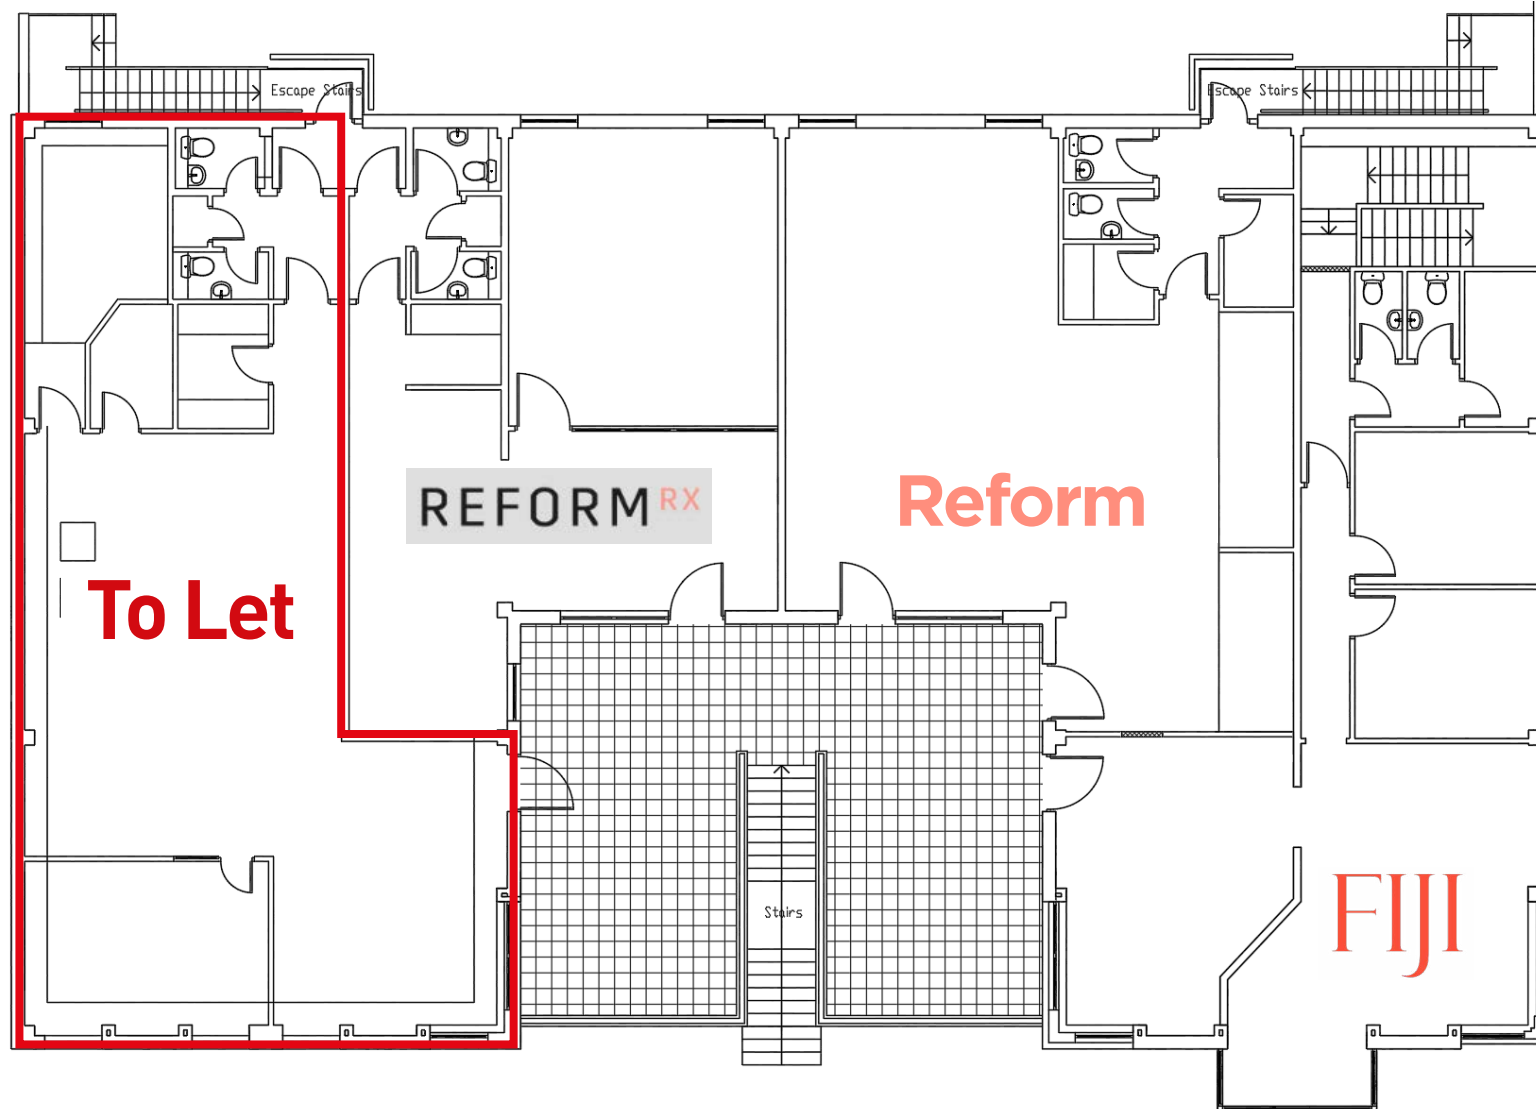 Escape Stairs
Escape Stairs
REFORM RX
Reform
To Let
Stairs
FIJI